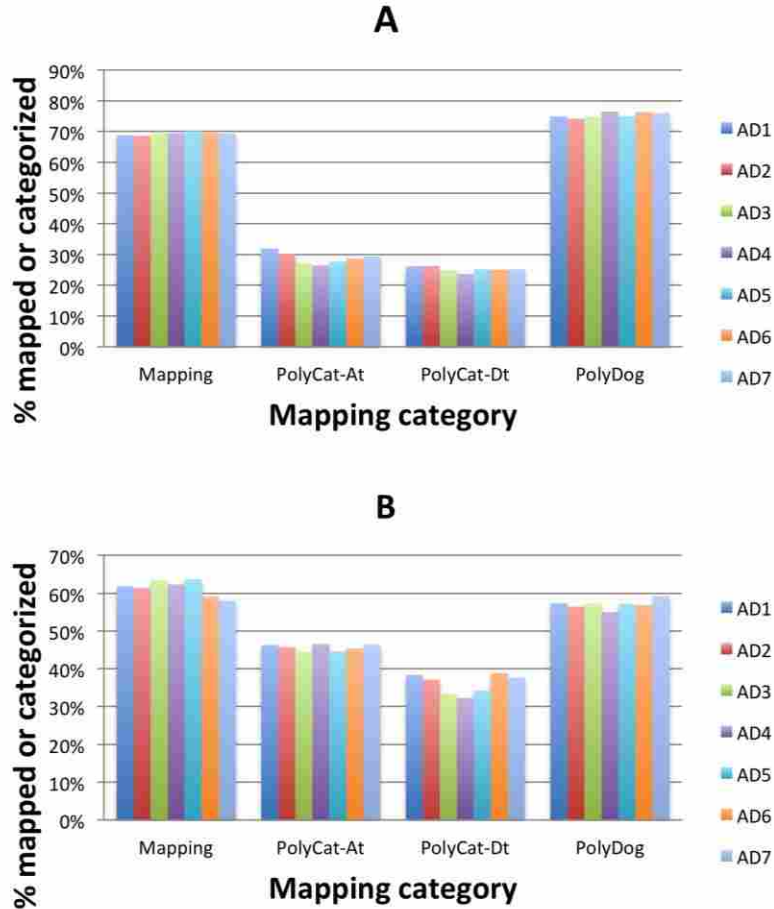 A
% mapped or categorized
90%
80%
70%
60%
50%
40%
30%
20%
10%
0%
Mapping PolyCat-At PolyCat-Dt PolyDog
Mapping category
AD1
AD2
AD3
AD4
AD5
AD6
AD7
B
% mapped or categorized
70%
60%
50%
40%
30%
20%
10%
0%
Mapping PolyCat-At PolyCat-Dt PolyDog
Mapping category
AD1
AD2
AD3
AD4
AD5
AD6
AD7